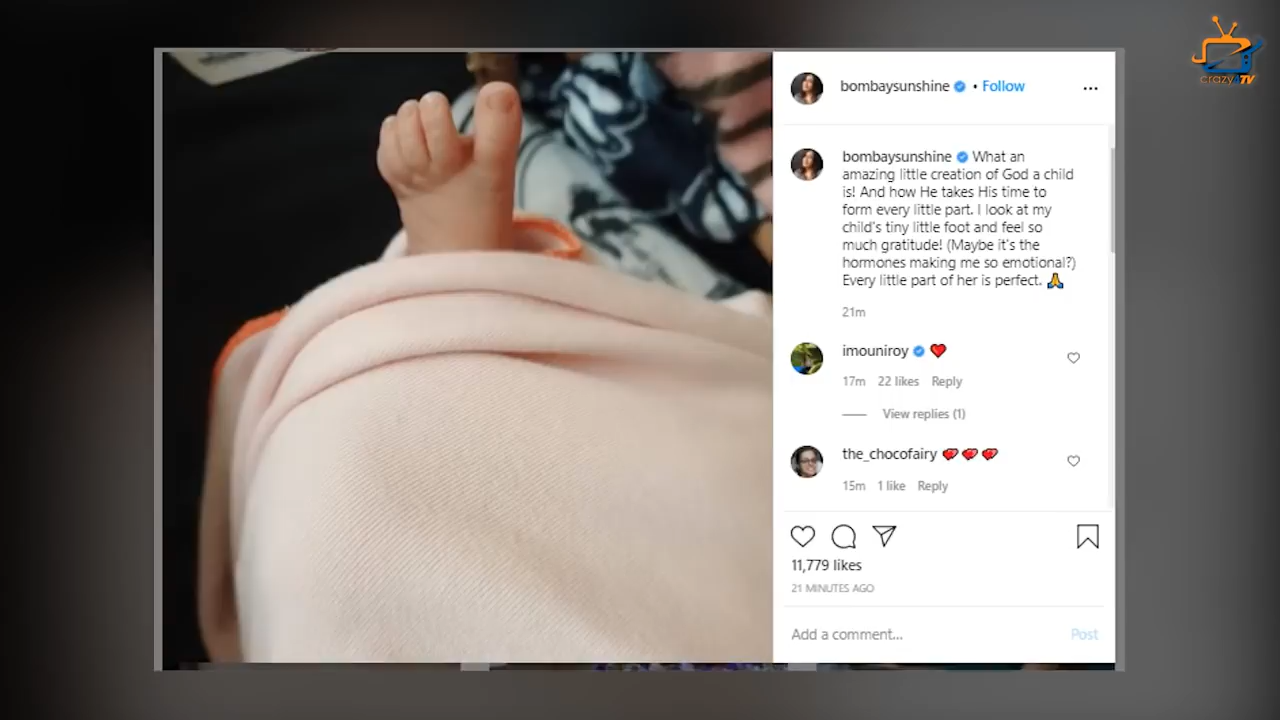 crazy 4 TV
bombaysunshine • Follow
bombaysunshine What an
amazing little creation of God a child
is! And how He takes His time to
form every little part. I look at my
child's tiny little foot and feel so
much gratitude! (Maybe it's the
hormones making me so emotional?)
Every little part of her is perfect. 🙏
21m
imouniroy ❤️
17m 22 likes Reply
View replies (1)
the_chocofairy ❤️❤️❤️
15m 1 like Reply
11,779 likes
21 MINUTES AGO
Add a comment... Post